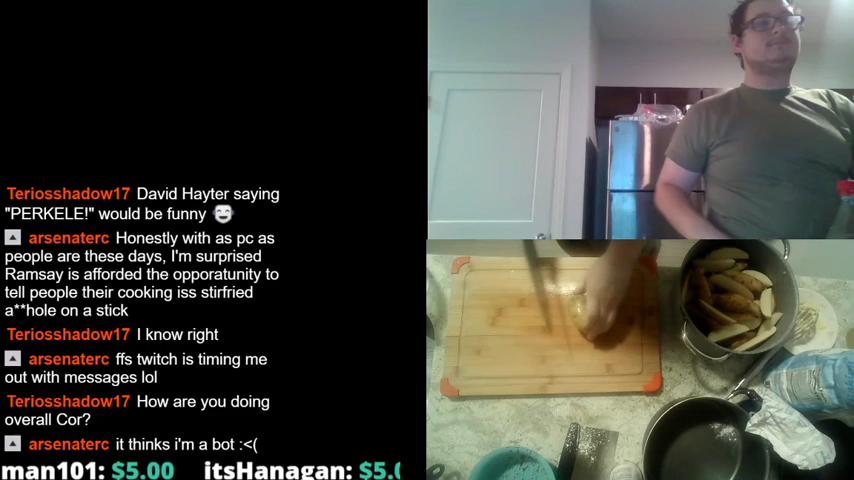 Teriosshadow17 David Hayter saying
"PERKELE!" would be funny
arsenaterc Honestly with as pc as
people are these days, I'm surprised
Ramsay is afforded the opporatunity to
tell people their cooking iss stirfried
a**hole on a stick
Teriosshadow17 I know right
arsenaterc ffs twitch is timing me
out with messages lol
Teriosshadow17 How are you doing
overall Cor?
arsenaterc it thinks i'm a bot :<(
man101: $5.00 itsHanagan: $5.0